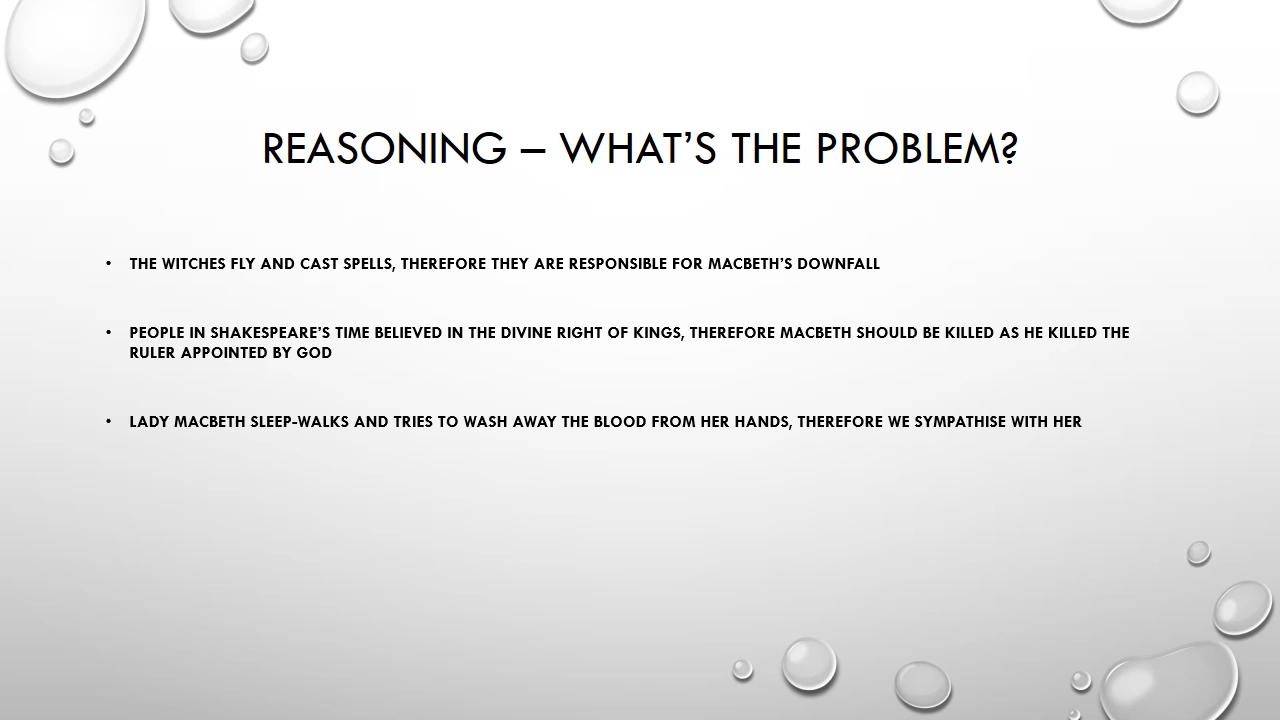 REASONING – WHAT’S THE PROBLEM?
• THE WITCHES FLY AND CAST SPELLS, THEREFORE THEY ARE RESPONSIBLE FOR MACBETH’S DOWNFALL
• PEOPLE IN SHAKESPEARE’S TIME BELIEVED IN THE DIVINE RIGHT OF KINGS, THEREFORE MACBETH SHOULD BE KILLED AS HE KILLED THE
RULER APPOINTED BY GOD
• LADY MACBETH SLEEP-WALKS AND TRIES TO WASH AWAY THE BLOOD FROM HER HANDS, THEREFORE WE SYMPATHISE WITH HER